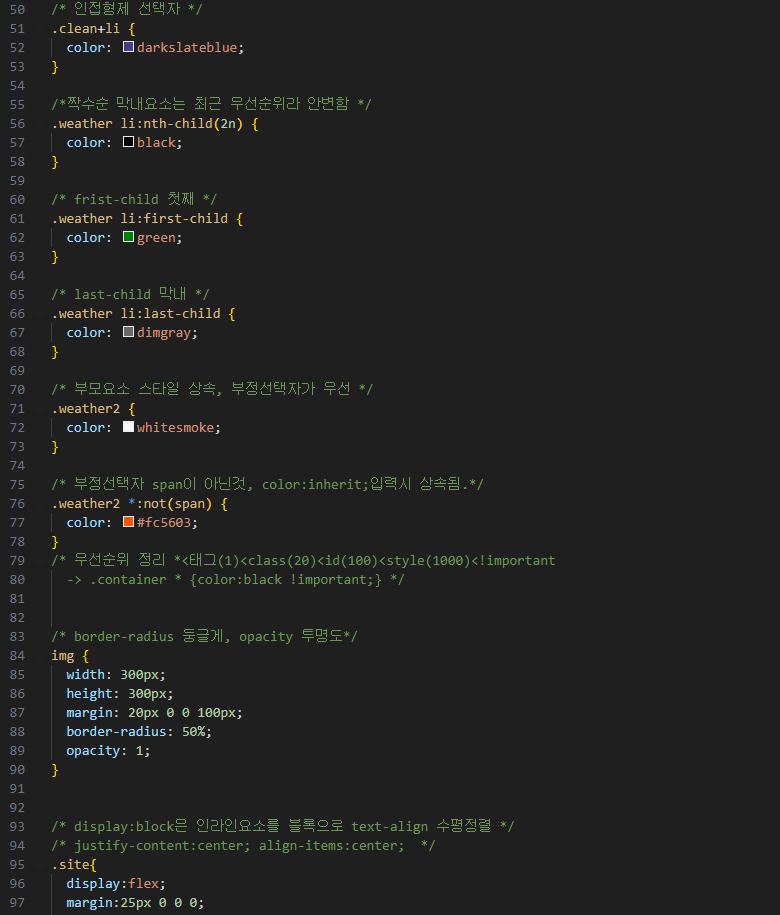 50 /* 인접형제 선택자 */
51 .clean+li {
52 color: darkslateblue;
53 }
54
55 /*짝수순 막내요소는 최근 우선순위라 안변함 */
56 .weather li:nth-child(2n) {
57 color: black;
58 }
59
60 /* frist-child 첫째 */
61 .weather li:first-child {
62 color: green;
63 }
64
65 /* last-child 막내 */
66 .weather li:last-child {
67 color: dimgray;
68 }
69
70 /* 부모요소 스타일 상속, 부정선택자가 우선 */
71 .weather2 {
72 color: whitesmoke;
73 }
74
75 /* 부정선택자 span이 아닌것, color:inherit;입력시 상속됨.*/
76 .weather2 *:not(span) {
77 color: #fc5603;
78 }
79 /* 우선순위 정리 *<태그(1)<class(20)<id(100)<style(1000)<!important
80 -> .container * {color:black !important;} */
81
82
83 /* border-radius 둥글게, opacity 투명도*/
84 img {
85 width: 300px;
86 height: 300px;
87 margin: 20px 0 0 100px;
88 border-radius: 50%;
89 opacity: 1;
90 }
91
92
93 /* display:block은 인라인요소를 블록으로 text-align 수평정렬 */
94 /* justify-content:center; align-items:center;  */
95 .site{
96 display:flex;
97 margin:25px 0 0 0;